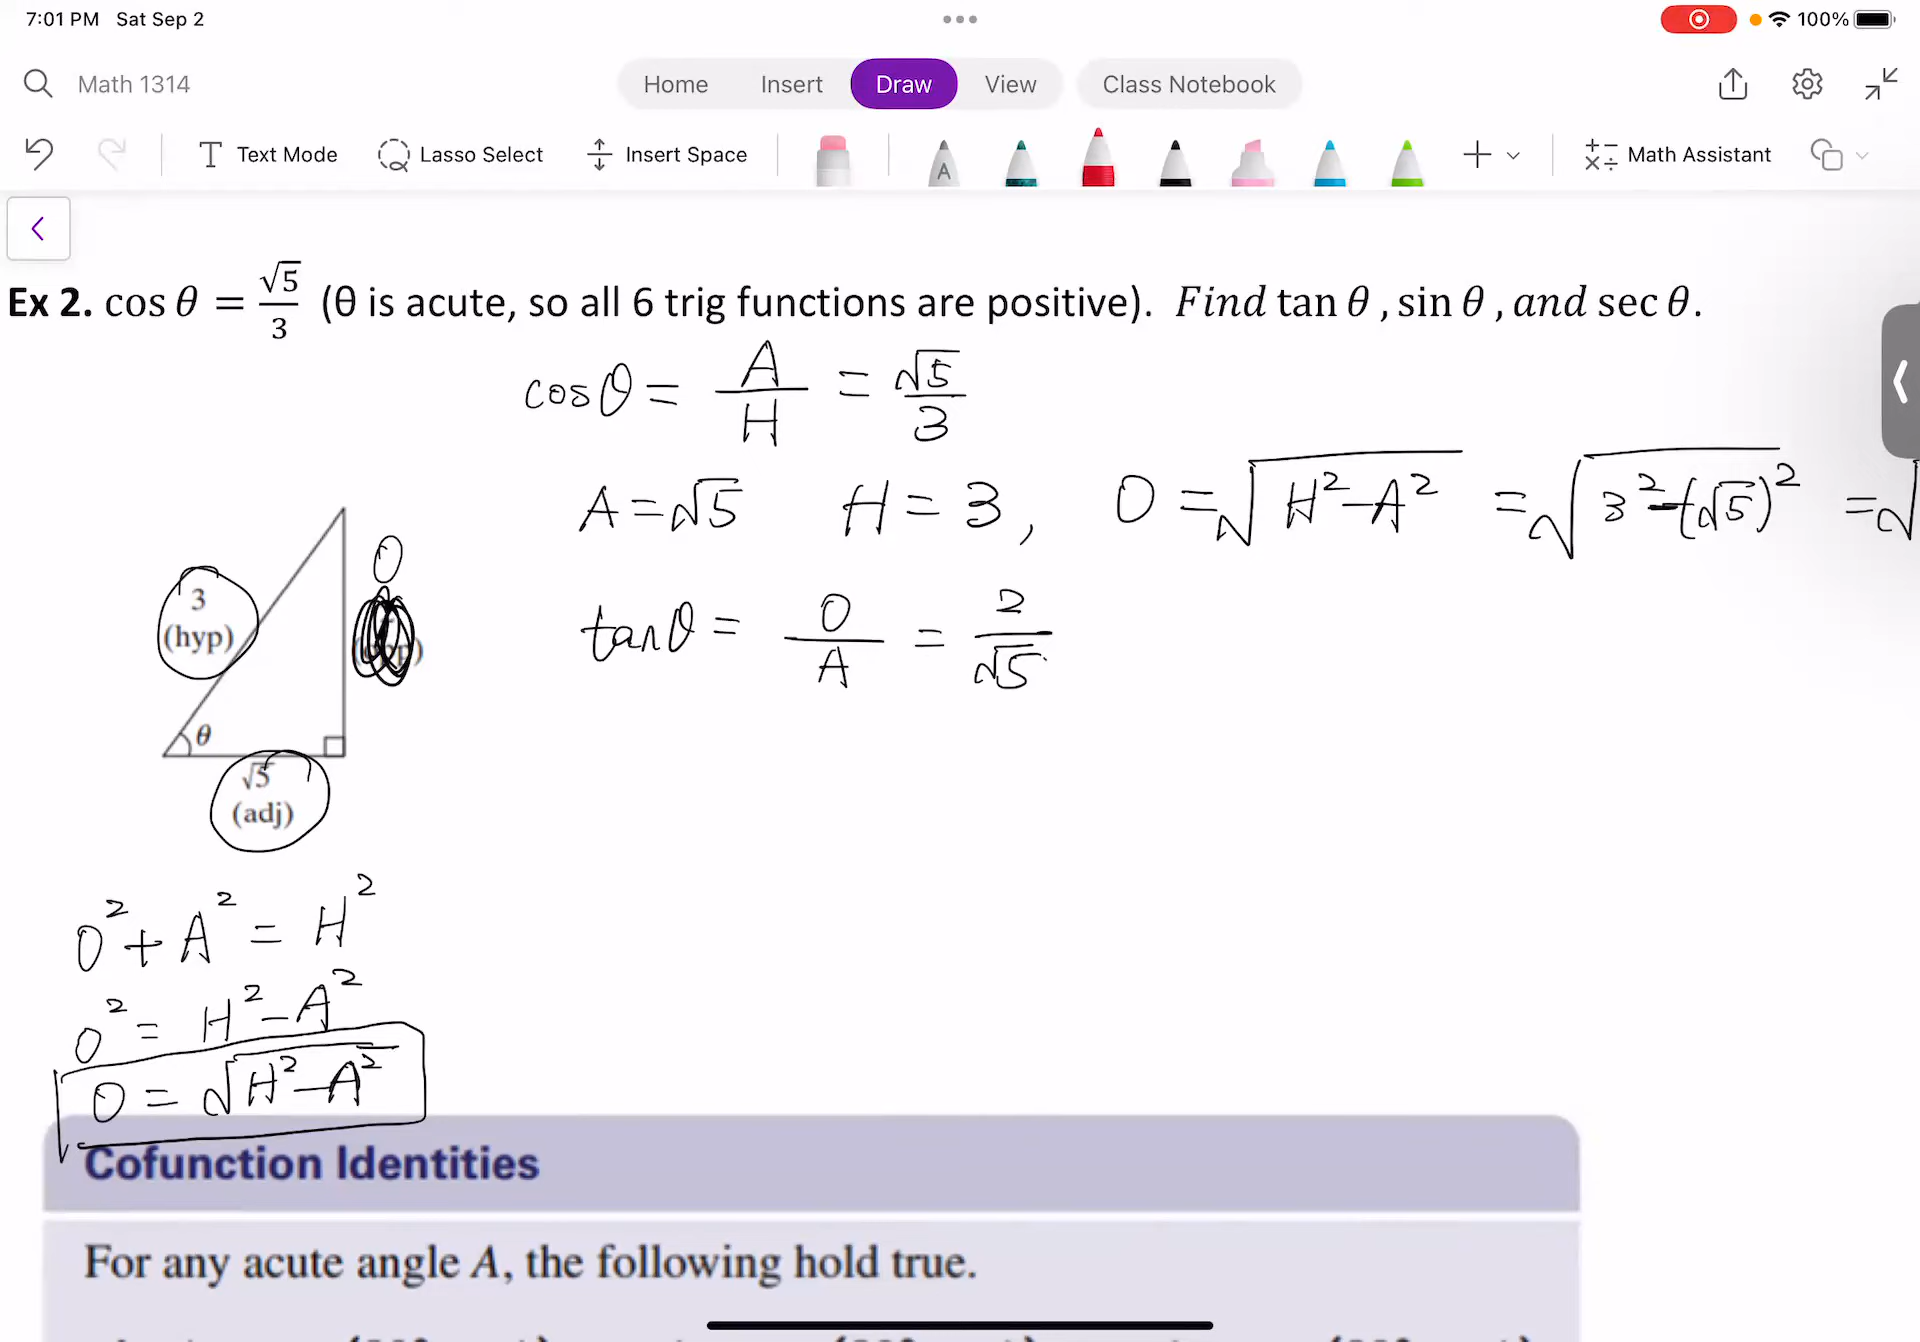 7:01 PM Sat Sep 2 100%
Math 1314 Home Insert Draw View Class Notebook
Text Mode Lasso Select Insert Space A Math Assistant
Ex 2. cos θ = √5/3 (θ is acute, so all 6 trig functions are positive). Find tan θ , sin θ , and sec θ.
cosθ = A/H = √5/3
A = √5 H = 3, O = √(H²-A²) = √(3²-(√5)²) = √
3
(hyp)
O
tanθ = O/A = 2/√5
θ
√5
(adj)
O² + A² = H²
O² = H² - A²
O = √(H² - A²)
Cofunction Identities
For any acute angle A, the following hold true.